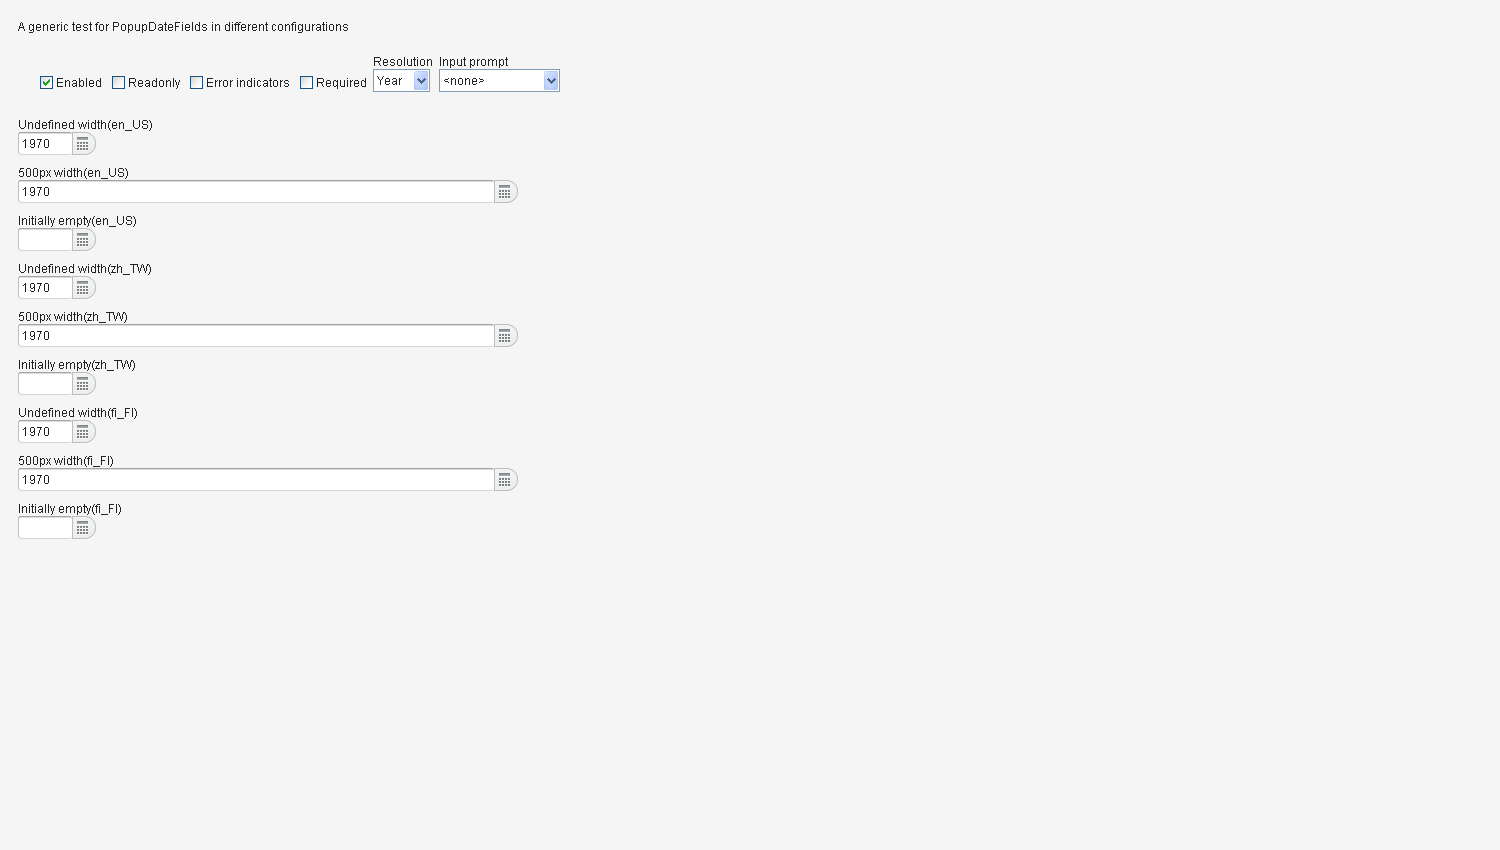 A generic test for PopupDateFields in different configurations
Resolution Input prompt
Enabled Readonly Error indicators Required Year <none>
Undefined width(en_US)
1970
500px width(en_US)
1970
Initially empty(en_US)
Undefined width(zh_TW)
1970
500px width(zh_TW)
1970
Initially empty(zh_TW)
Undefined width(fi_FI)
1970
500px width(fi_FI)
1970
Initially empty(fi_FI)